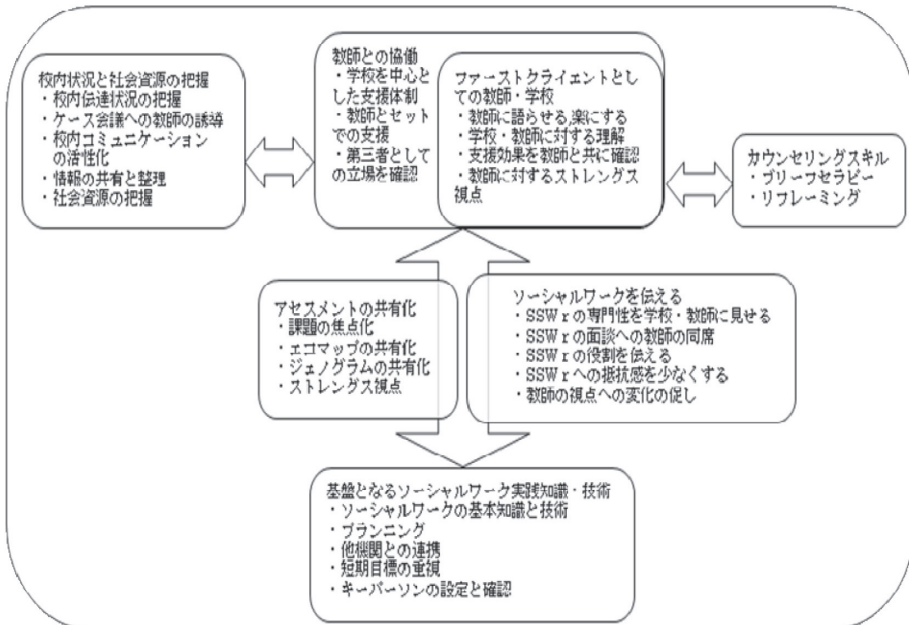 校内状況と社会資源の把握
・校内伝達状況の把握
・ケース会議への教師の誘導
・校内コミュニケーション
の活性化
・情報の共有と整理
・社会資源の把握
教師との協働
・学校を中心と
した支援体制
・教師とセット
での支援
・第三者として
の立場を確認
ファーストクライエントとし
ての教師・学校
・教師に語らせる,楽にする
・学校・教師に対する理解
・支援効果を教師と共に確認
・教師に対するストレングス
視点
カウンセリングスキル
・ブリーフセラピー
・リフレーミング
アセスメントの共有化
・課題の焦点化
・エコマップの共有化
・ジェノグラムの共有化
・ストレングス視点
ソーシャルワークを伝える
・SSWrの専門性を学校・教師に見せる
・SSWrの面談への教師の同席
・SSWrの役割を伝える
・SSWrへの抵抗感を少なくする
・教師の視点への変化の促し
基盤となるソーシャルワーク実践知識・技術
・ソーシャルワークの基本知識と技術
・プランニング
・他機関との連携
・短期目標の重視
・キーパーソンの設定と確認